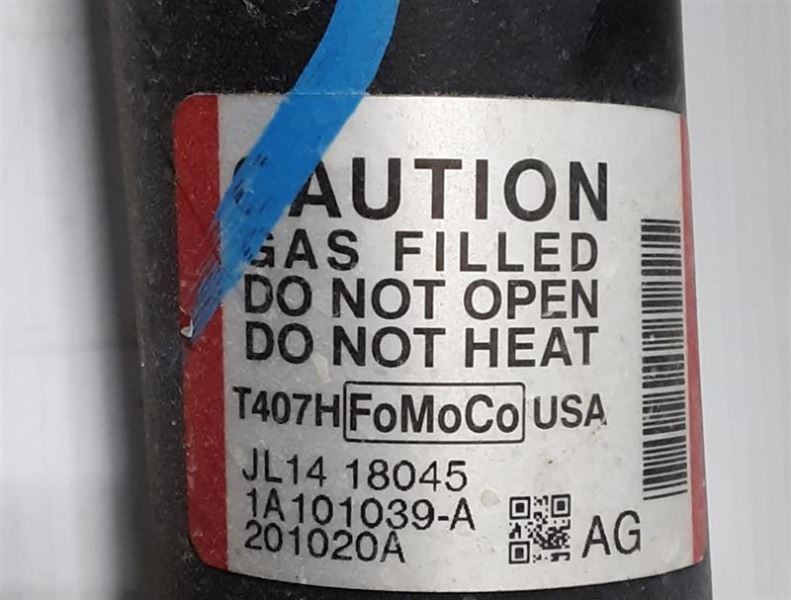 CAUTION
GAS FILLED
DO NOT OPEN
DO NOT HEAT
T407H FoMoCo USA
JL14 18045
1A101039-A
201020A AG